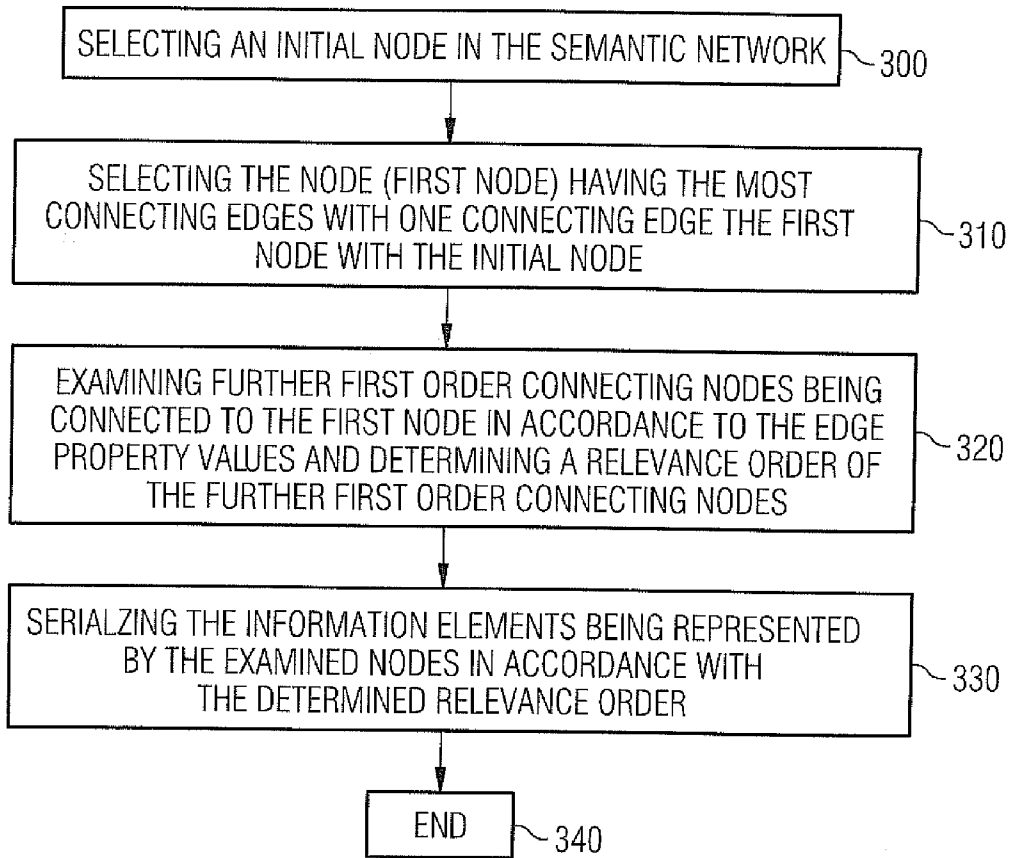 SELECTING AN INITIAL NODE IN THE SEMANTIC NETWORK
300
SELECTING THE NODE (FIRST NODE) HAVING THE MOST
CONNECTING EDGES WITH ONE CONNECTING EDGE THE FIRST
NODE WITH THE INITIAL NODE
310
EXAMINING FURTHER FIRST ORDER CONNECTING NODES BEING
CONNECTED TO THE FIRST NODE IN ACCORDANCE TO THE EDGE
PROPERTY VALUES AND DETERMINING A RELEVANCE ORDER OF
THE FURTHER FIRST ORDER CONNECTING NODES
320
SERIALZING THE INFORMATION ELEMENTS BEING REPRESENTED
BY THE EXAMINED NODES IN ACCORDANCE WITH
THE DETERMINED RELEVANCE ORDER
330
END
340